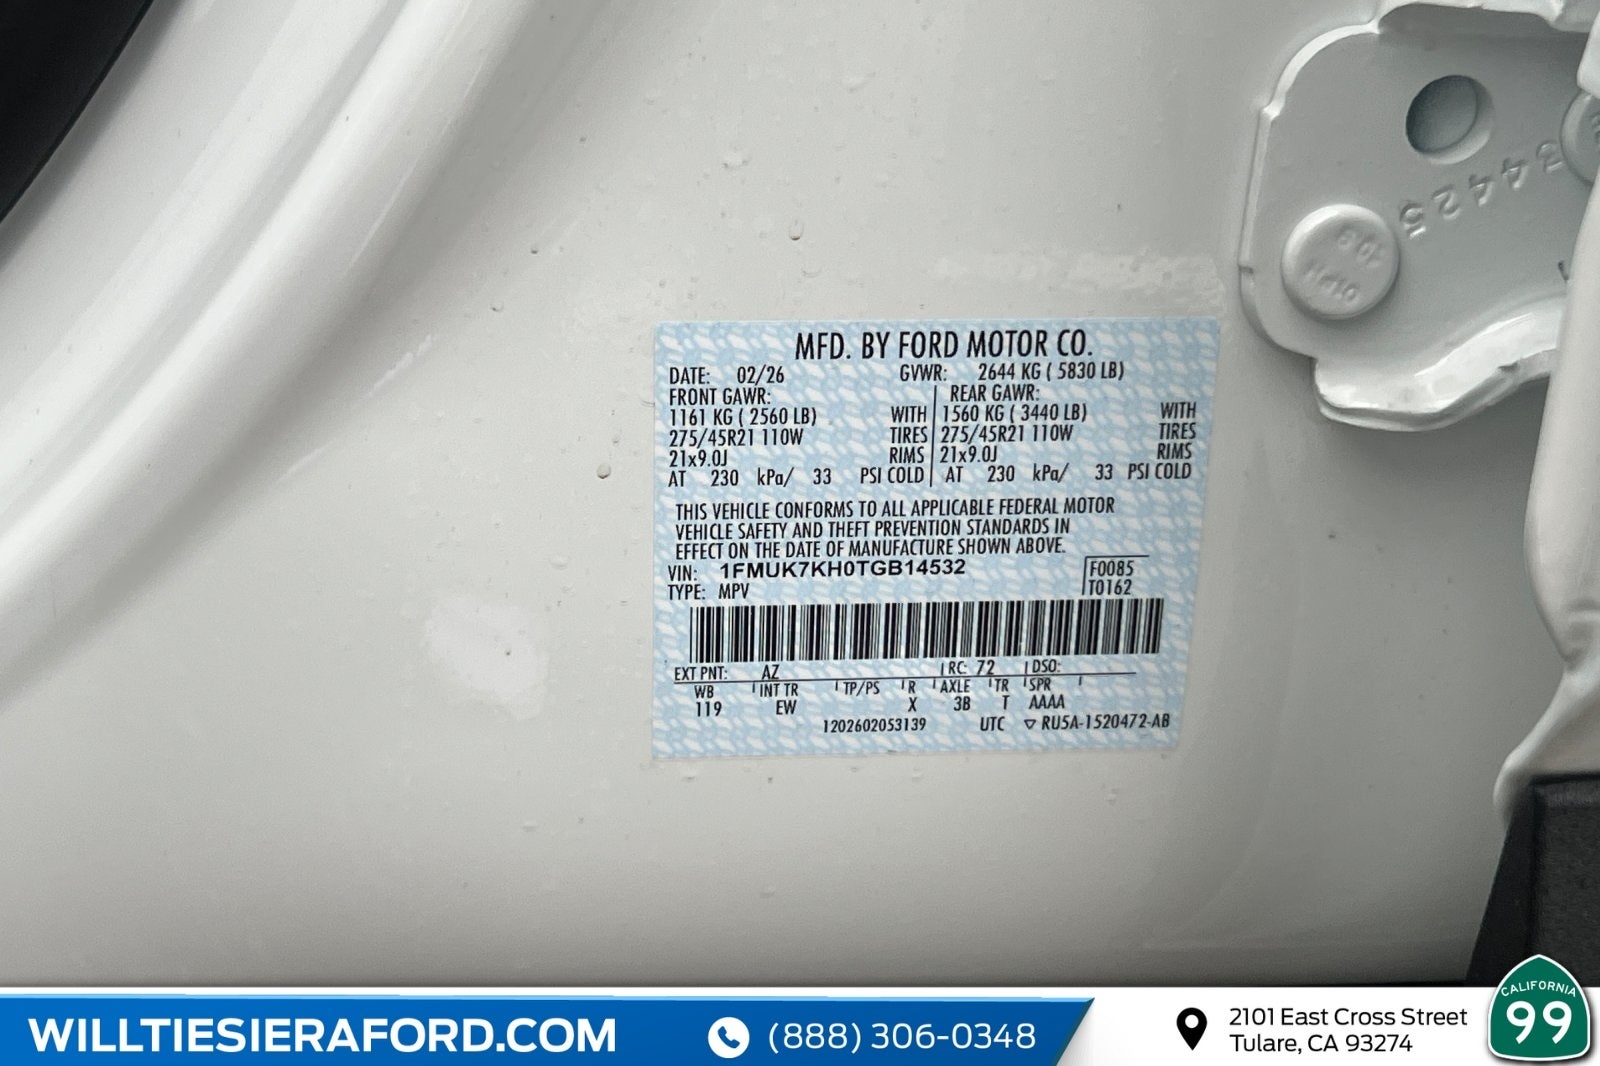 34425
MFD. BY FORD MOTOR CO.
DATE: 02/26 GVWR: 2644 KG ( 5830 LB)
FRONT GAWR: REAR GAWR:
1161 KG ( 2560 LB) WITH 1560 KG ( 3440 LB) WITH
275/45R21 110W TIRES 275/45R21 110W TIRES
21x9.0J RIMS 21x9.0J RIMS
AT 230 kPa/ 33 PSI COLD AT 230 kPa/ 33 PSI COLD
THIS VEHICLE CONFORMS TO ALL APPLICABLE FEDERAL MOTOR
VEHICLE SAFETY AND THEFT PREVENTION STANDARDS IN
EFFECT ON THE DATE OF MANUFACTURE SHOWN ABOVE.
VIN: 1FMUK7KH0TGB14532 F0085
TYPE: MPV T0162
EXT PNT: AZ RC: 72 DSO:
WB INT TR TP/PS R AXLE TR SPR
119 EW X 3B T AAAA
1202602053139 UTC ▽ RU5A-1520472-AB
WILLTIESIERAFORD.COM
(888) 306-0348
2101 East Cross Street
Tulare, CA 93274
CALIFORNIA
99